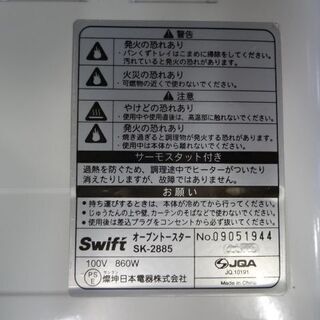 警告
発火の恐れあり
・パンくずトレイはこまめに掃除をしてください。
汚れていると発火の恐れあり。
火災の恐れあり
・可燃物の近くで使わないでください。
注意
やけどの恐れあり
・使用中や使用直後は、高温部に触れないでください。
発火の恐れあり
・焼き過ぎると調理物が発火する恐れがあります。
使用中は本体から離れないでください。
サーモスタット付き
過熱を防ぐため、調理途中でヒーターがついたり
消えたりしますが、故障ではありません。
お願い
・持ち運びするときは、本体が冷めてから行ってください。
・じゅうたんの上や壁、カーテンのそばなどで使わないでください。
・使用後は差込プラグをコンセントから抜いてください。
Swift オーブントースター No.09051944
SK-2885
100V 860W
PS E
燦坤日本電器株式会社
JQA
JQ.10191
Made in China